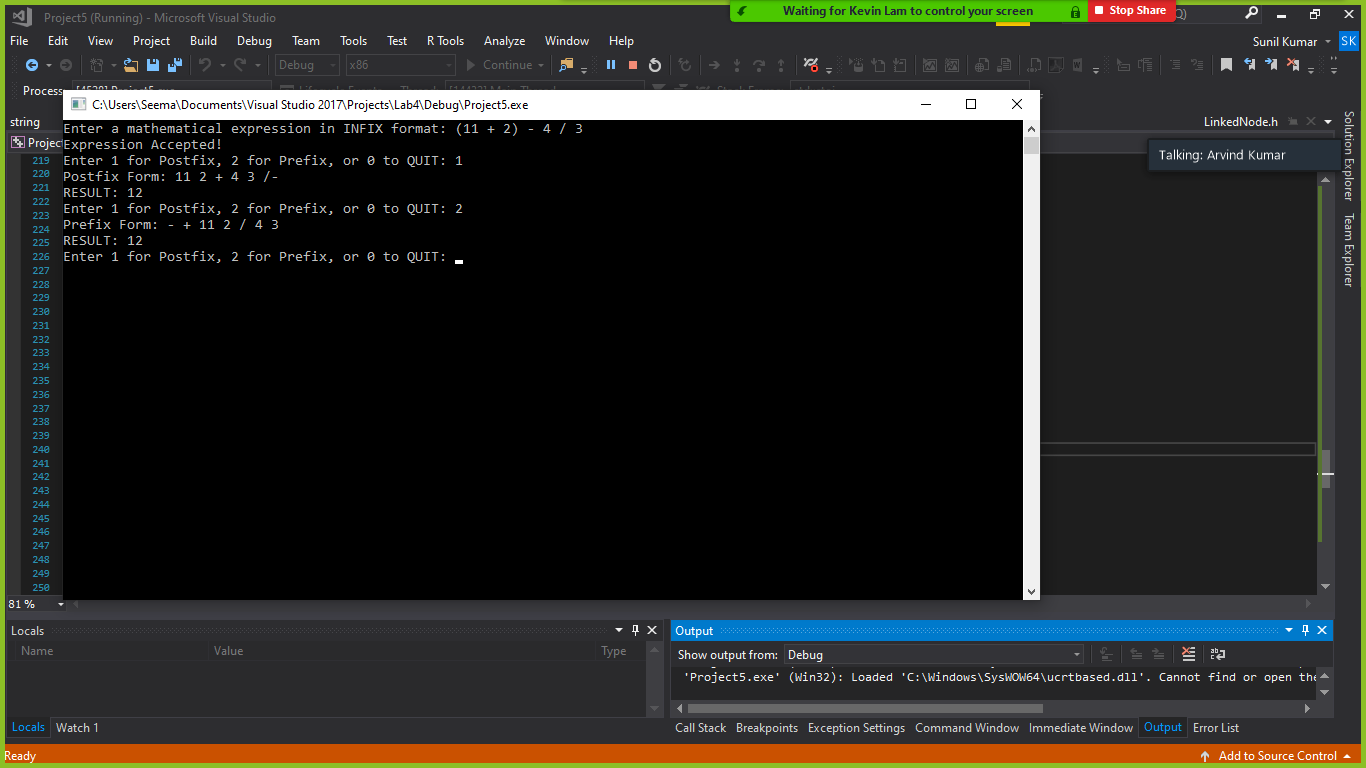 Project5 (Running) - Microsoft Visual Studio
Waiting for Kevin Lam to control your screen
Stop Share
File Edit View Project Build Debug Team Tools Test R Tools Analyze Window Help
Sunil Kumar SK
Debug x86 Continue
Process
C:\Users\Seema\Documents\Visual Studio 2017\Projects\Lab4\Debug\Project5.exe
string
LinkedNode.h
Talking: Arvind Kumar
Enter a mathematical expression in INFIX format: (11 + 2) - 4 / 3
Expression Accepted!
Enter 1 for Postfix, 2 for Prefix, or 0 to QUIT: 1
Postfix Form: 11 2 + 4 3 /-
RESULT: 12
Enter 1 for Postfix, 2 for Prefix, or 0 to QUIT: 2
Prefix Form: - + 11 2 / 4 3
RESULT: 12
Enter 1 for Postfix, 2 for Prefix, or 0 to QUIT:
219
220
221
222
223
224
225
226
227
228
229
230
231
232
233
234
235
236
237
238
239
240
241
242
243
244
245
246
247
248
249
250
Solution Explorer
Team Explorer
81 %
Locals
Name Value Type
Locals Watch 1
Output
Show output from: Debug
'Project5.exe' (Win32): Loaded 'C:\Windows\SysWOW64\ucrtbased.dll'. Cannot find or open the
Call Stack Breakpoints Exception Settings Command Window Immediate Window Output Error List
Ready
Add to Source Control